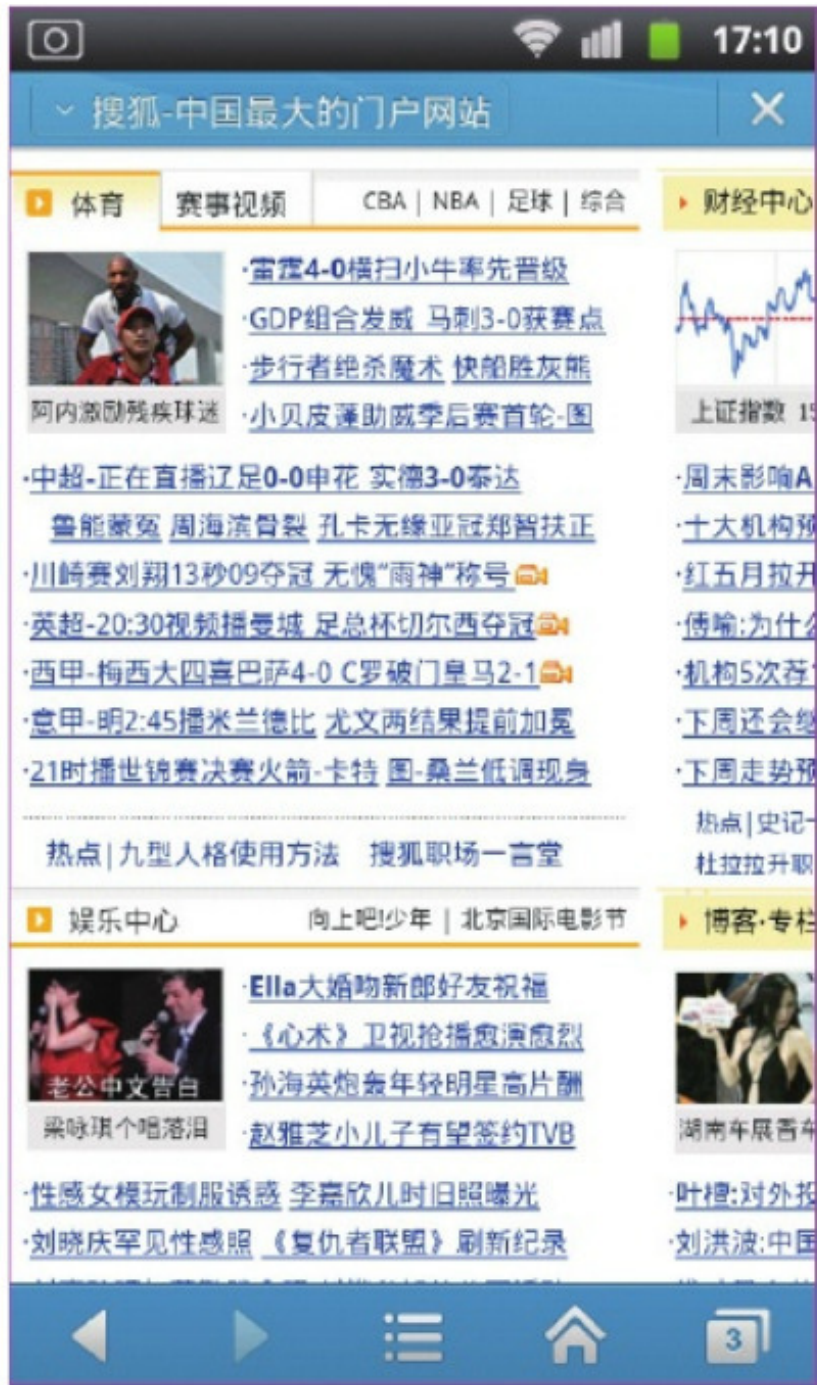 17:10
搜狐-中国最大的门户网站
体育 赛事视频 CBA | NBA | 足球 | 综合
财经中心
·雷霆4-0横扫小牛率先晋级
·GDP组合发威 马刺3-0获赛点
·步行者绝杀魔术 快船胜灰熊
·小贝皮蓬助威季后赛首轮-图
阿内激励残疾球迷
上证指数 15
·中超-正在直播辽足0-0申花 实德3-0泰达
鲁能蒙冤 周海滨骨裂 孔卡无缘亚冠郑智扶正
·川崎赛刘翔13秒09夺冠 无愧"雨神"称号
·英超-20:30视频播曼城 足总杯切尔西夺冠
·西甲-梅西大四喜巴萨4-0 C罗破门皇马2-1
·意甲-明2:45播米兰德比 尤文两结果提前加冕
·21时播世锦赛决赛火箭-卡特 图-桑兰低调现身
·周末影响A
·十大机构预
·红五月拉开
·傅喻:为什么
·机构5次荐
·下周还会继
·下周走势预
热点|九型人格使用方法 搜狐职场一言堂
热点|史记
杜拉拉升职
娱乐中心 向上吧!少年 | 北京国际电影节
博客·专栏
·Ella大婚吻新郎好友祝福
·《心术》卫视抢播愈演愈烈
·孙海英炮轰年轻明星高片酬
·赵雅芝小儿子有望签约TVB
老公中文告白
梁咏琪个唱落泪
湖南车展香车
·性感女模玩制服诱惑 李嘉欣儿时旧照曝光
·刘晓庆罕见性感照 《复仇者联盟》刷新纪录
·叶檀:对外投
·刘洪波:中国
3